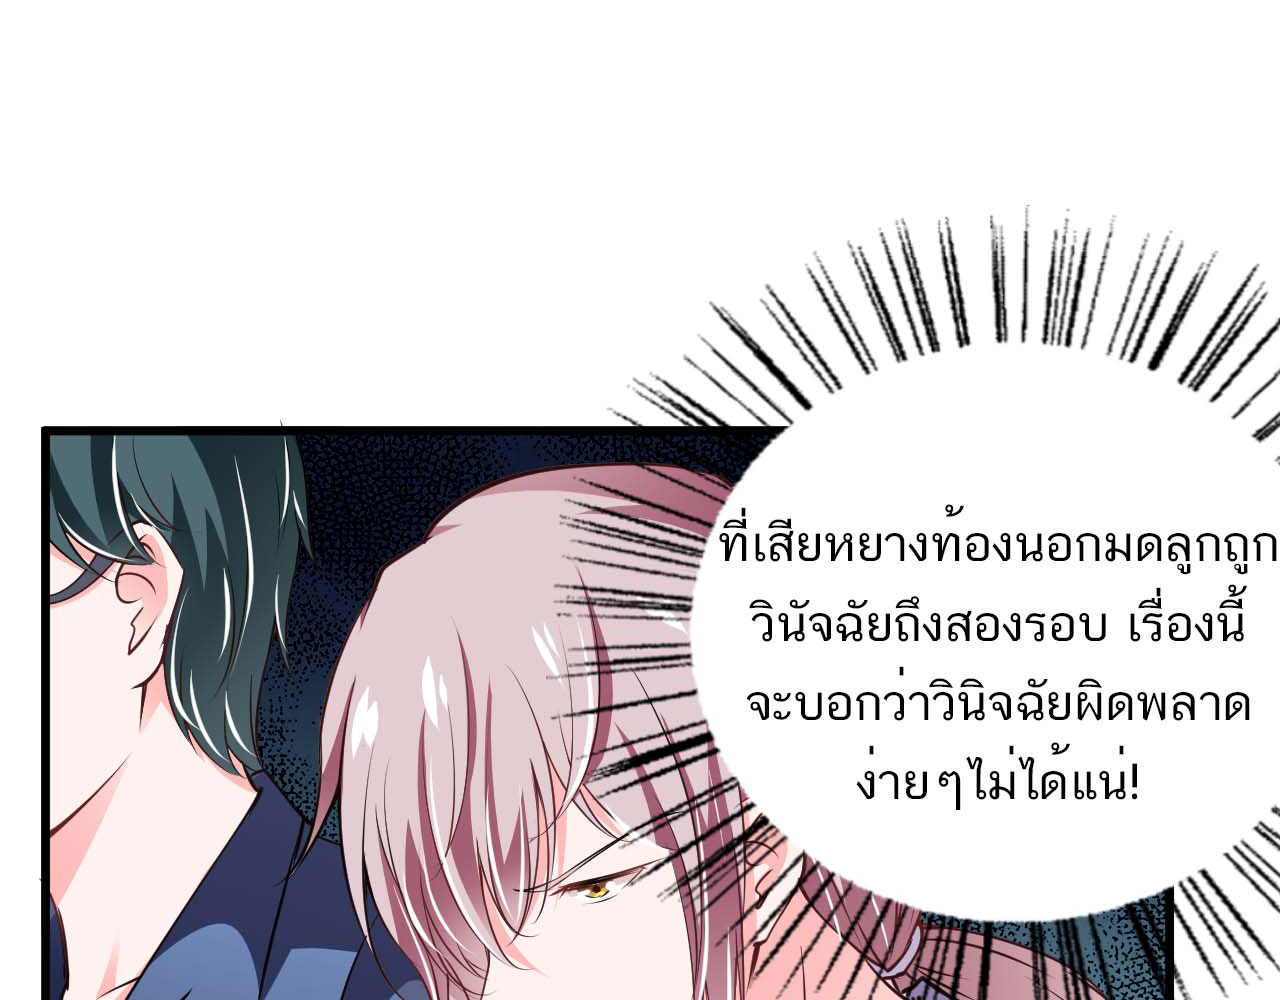 ที่เสียหยางท้องนอกมดลูกถูก
วินัจฉัยถึงสองรอบ เรื่องนี้
จะบอกว่าวินิจฉัยผิดพลาด
ง่ายๆไม่ได้แน่!